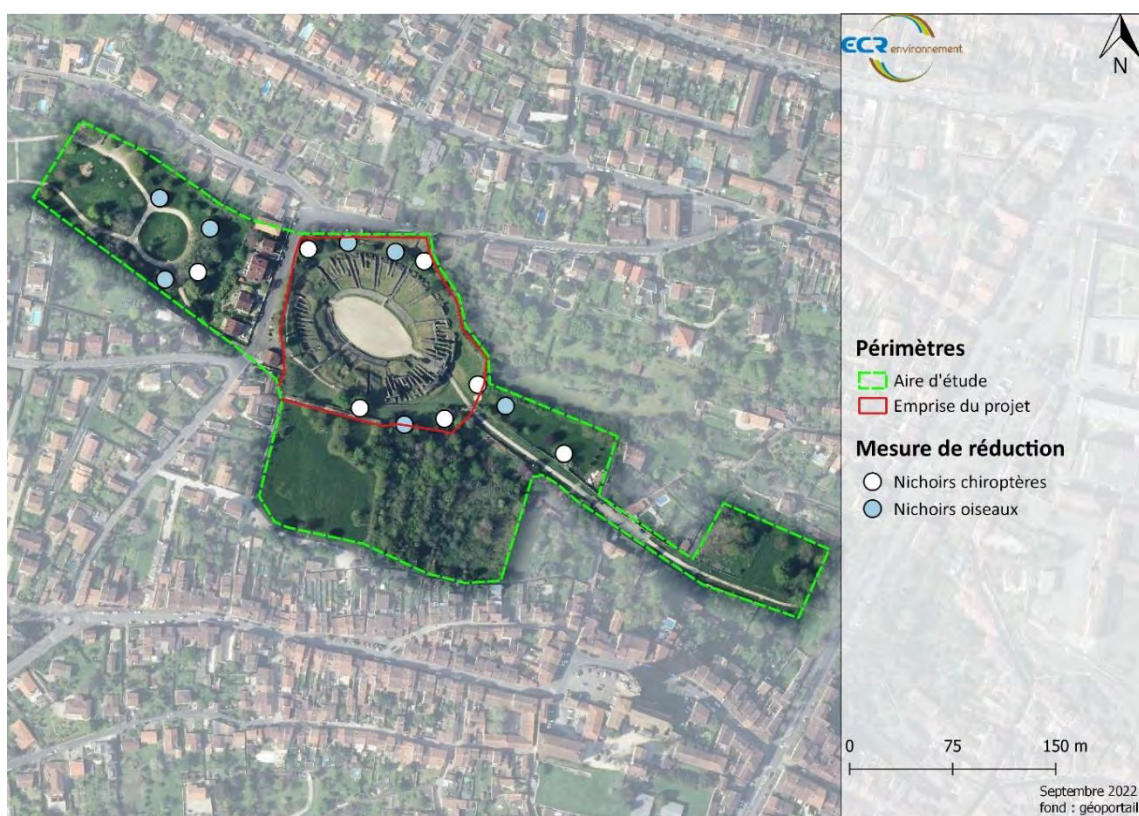 ECR environnement
N
Périmètres
Aire d'étude
Emprise du projet
Mesure de réduction
Nichoirs chiroptères
Nichoirs oiseaux
0 75 150 m
Septembre 2022
fond : géoportail